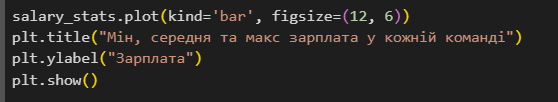 salary_stats.plot(kind='bar', figsize=(12, 6))
plt.title("Мін, середня та макс зарплата у кожній команді")
plt.ylabel("Зарплата")
plt.show()